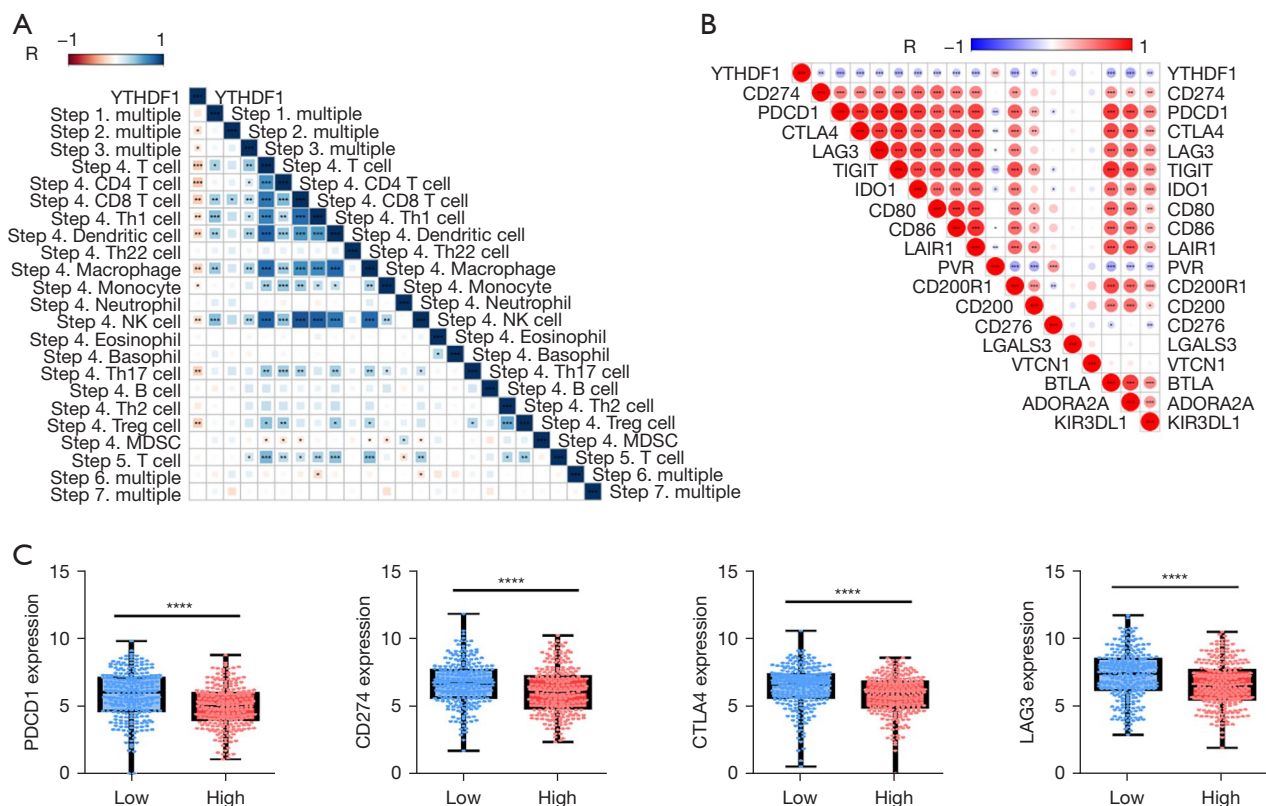 A
R
−1
1
YTHDF1 YTHDF1
Step 1. multiple Step 1. multiple
Step 2. multiple Step 2. multiple
Step 3. multiple Step 3. multiple
Step 4. T cell Step 4. T cell
Step 4. CD4 T cell Step 4. CD4 T cell
Step 4. CD8 T cell Step 4. CD8 T cell
Step 4. Th1 cell Step 4. Th1 cell
Step 4. Dendritic cell Step 4. Dendritic cell
Step 4. Th22 cell Step 4. Th22 cell
Step 4. Macrophage Step 4. Macrophage
Step 4. Monocyte Step 4. Monocyte
Step 4. Neutrophil Step 4. Neutrophil
Step 4. NK cell Step 4. NK cell
Step 4. Eosinophil Step 4. Eosinophil
Step 4. Basophil Step 4. Basophil
Step 4. Th17 cell Step 4. Th17 cell
Step 4. B cell Step 4. B cell
Step 4. Th2 cell Step 4. Th2 cell
Step 4. Treg cell Step 4. Treg cell
Step 4. MDSC Step 4. MDSC
Step 5. T cell Step 5. T cell
Step 6. multiple Step 6. multiple
Step 7. multiple Step 7. multiple
B
R −1 1
YTHDF1 YTHDF1
CD274 CD274
PDCD1 PDCD1
CTLA4 CTLA4
LAG3 LAG3
TIGIT TIGIT
IDO1 IDO1
CD80 CD80
CD86 CD86
LAIR1 LAIR1
PVR PVR
CD200R1 CD200R1
CD200 CD200
CD276 CD276
LGALS3 LGALS3
VTCN1 VTCN1
BTLA BTLA
ADORA2A ADORA2A
KIR3DL1 KIR3DL1
C
PDCD1 expression
15
10
5
0
****
Low High
CD274 expression
15
10
5
0
****
Low High
CTLA4 expression
15
10
5
0
****
Low High
LAG3 expression
15
10
5
0
****
Low High